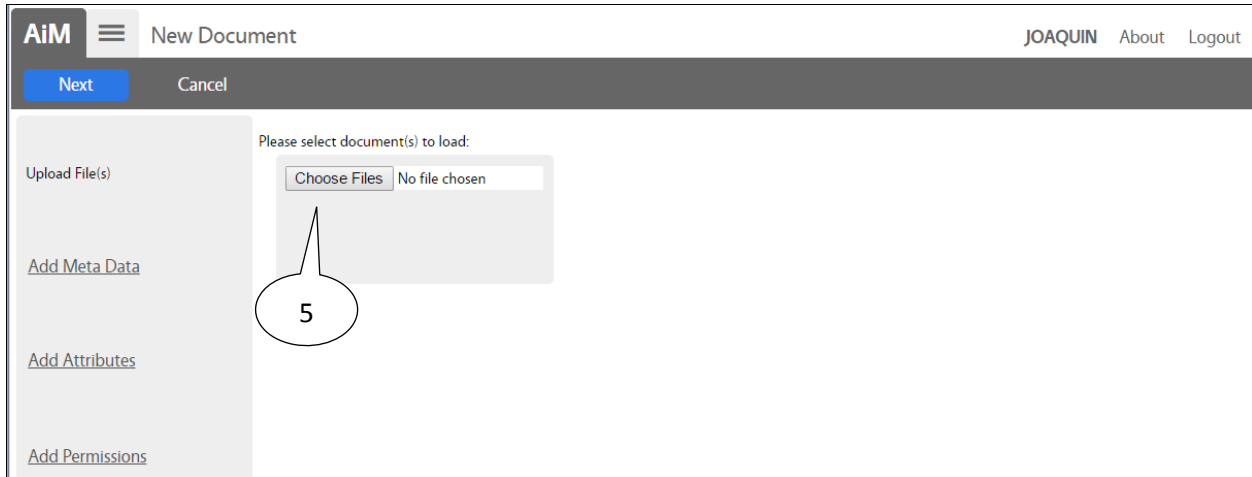 AiM New Document JOAQUIN About Logout
Next Cancel
Please select document(s) to load:
Upload File(s)
Choose Files No file chosen
Add Meta Data
5
Add Attributes
Add Permissions